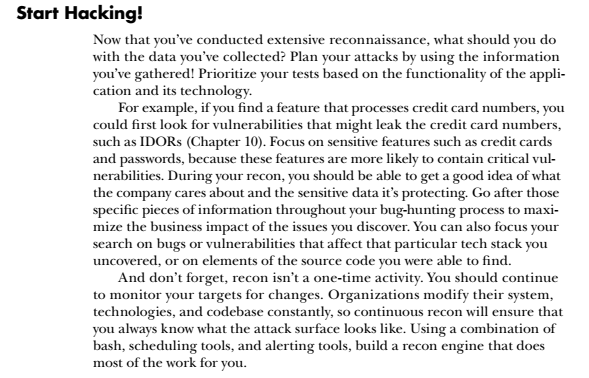 Start Hacking!
Now that you've conducted extensive reconnaissance, what should you do
with the data you've collected? Plan your attacks by using the information
you've gathered! Prioritize your tests based on the functionality of the appli-
cation and its technology.
For example, if you find a feature that processes credit card numbers, you
could first look for vulnerabilities that might leak the credit card numbers,
such as IDORs (Chapter 10). Focus on sensitive features such as credit cards
and passwords, because these features are more likely to contain critical vul-
nerabilities. During your recon, you should be able to get a good idea of what
the company cares about and the sensitive data it's protecting. Go after those
specific pieces of information throughout your bug-hunting process to maxi-
mize the business impact of the issues you discover. You can also focus your
search on bugs or vulnerabilities that affect that particular tech stack you
uncovered, or on elements of the source code you were able to find.
And don't forget, recon isn't a one-time activity. You should continue
to monitor your targets for changes. Organizations modify their system,
technologies, and codebase constantly, so continuous recon will ensure that
you always know what the attack surface looks like. Using a combination of
bash, scheduling tools, and alerting tools, build a recon engine that does
most of the work for you.